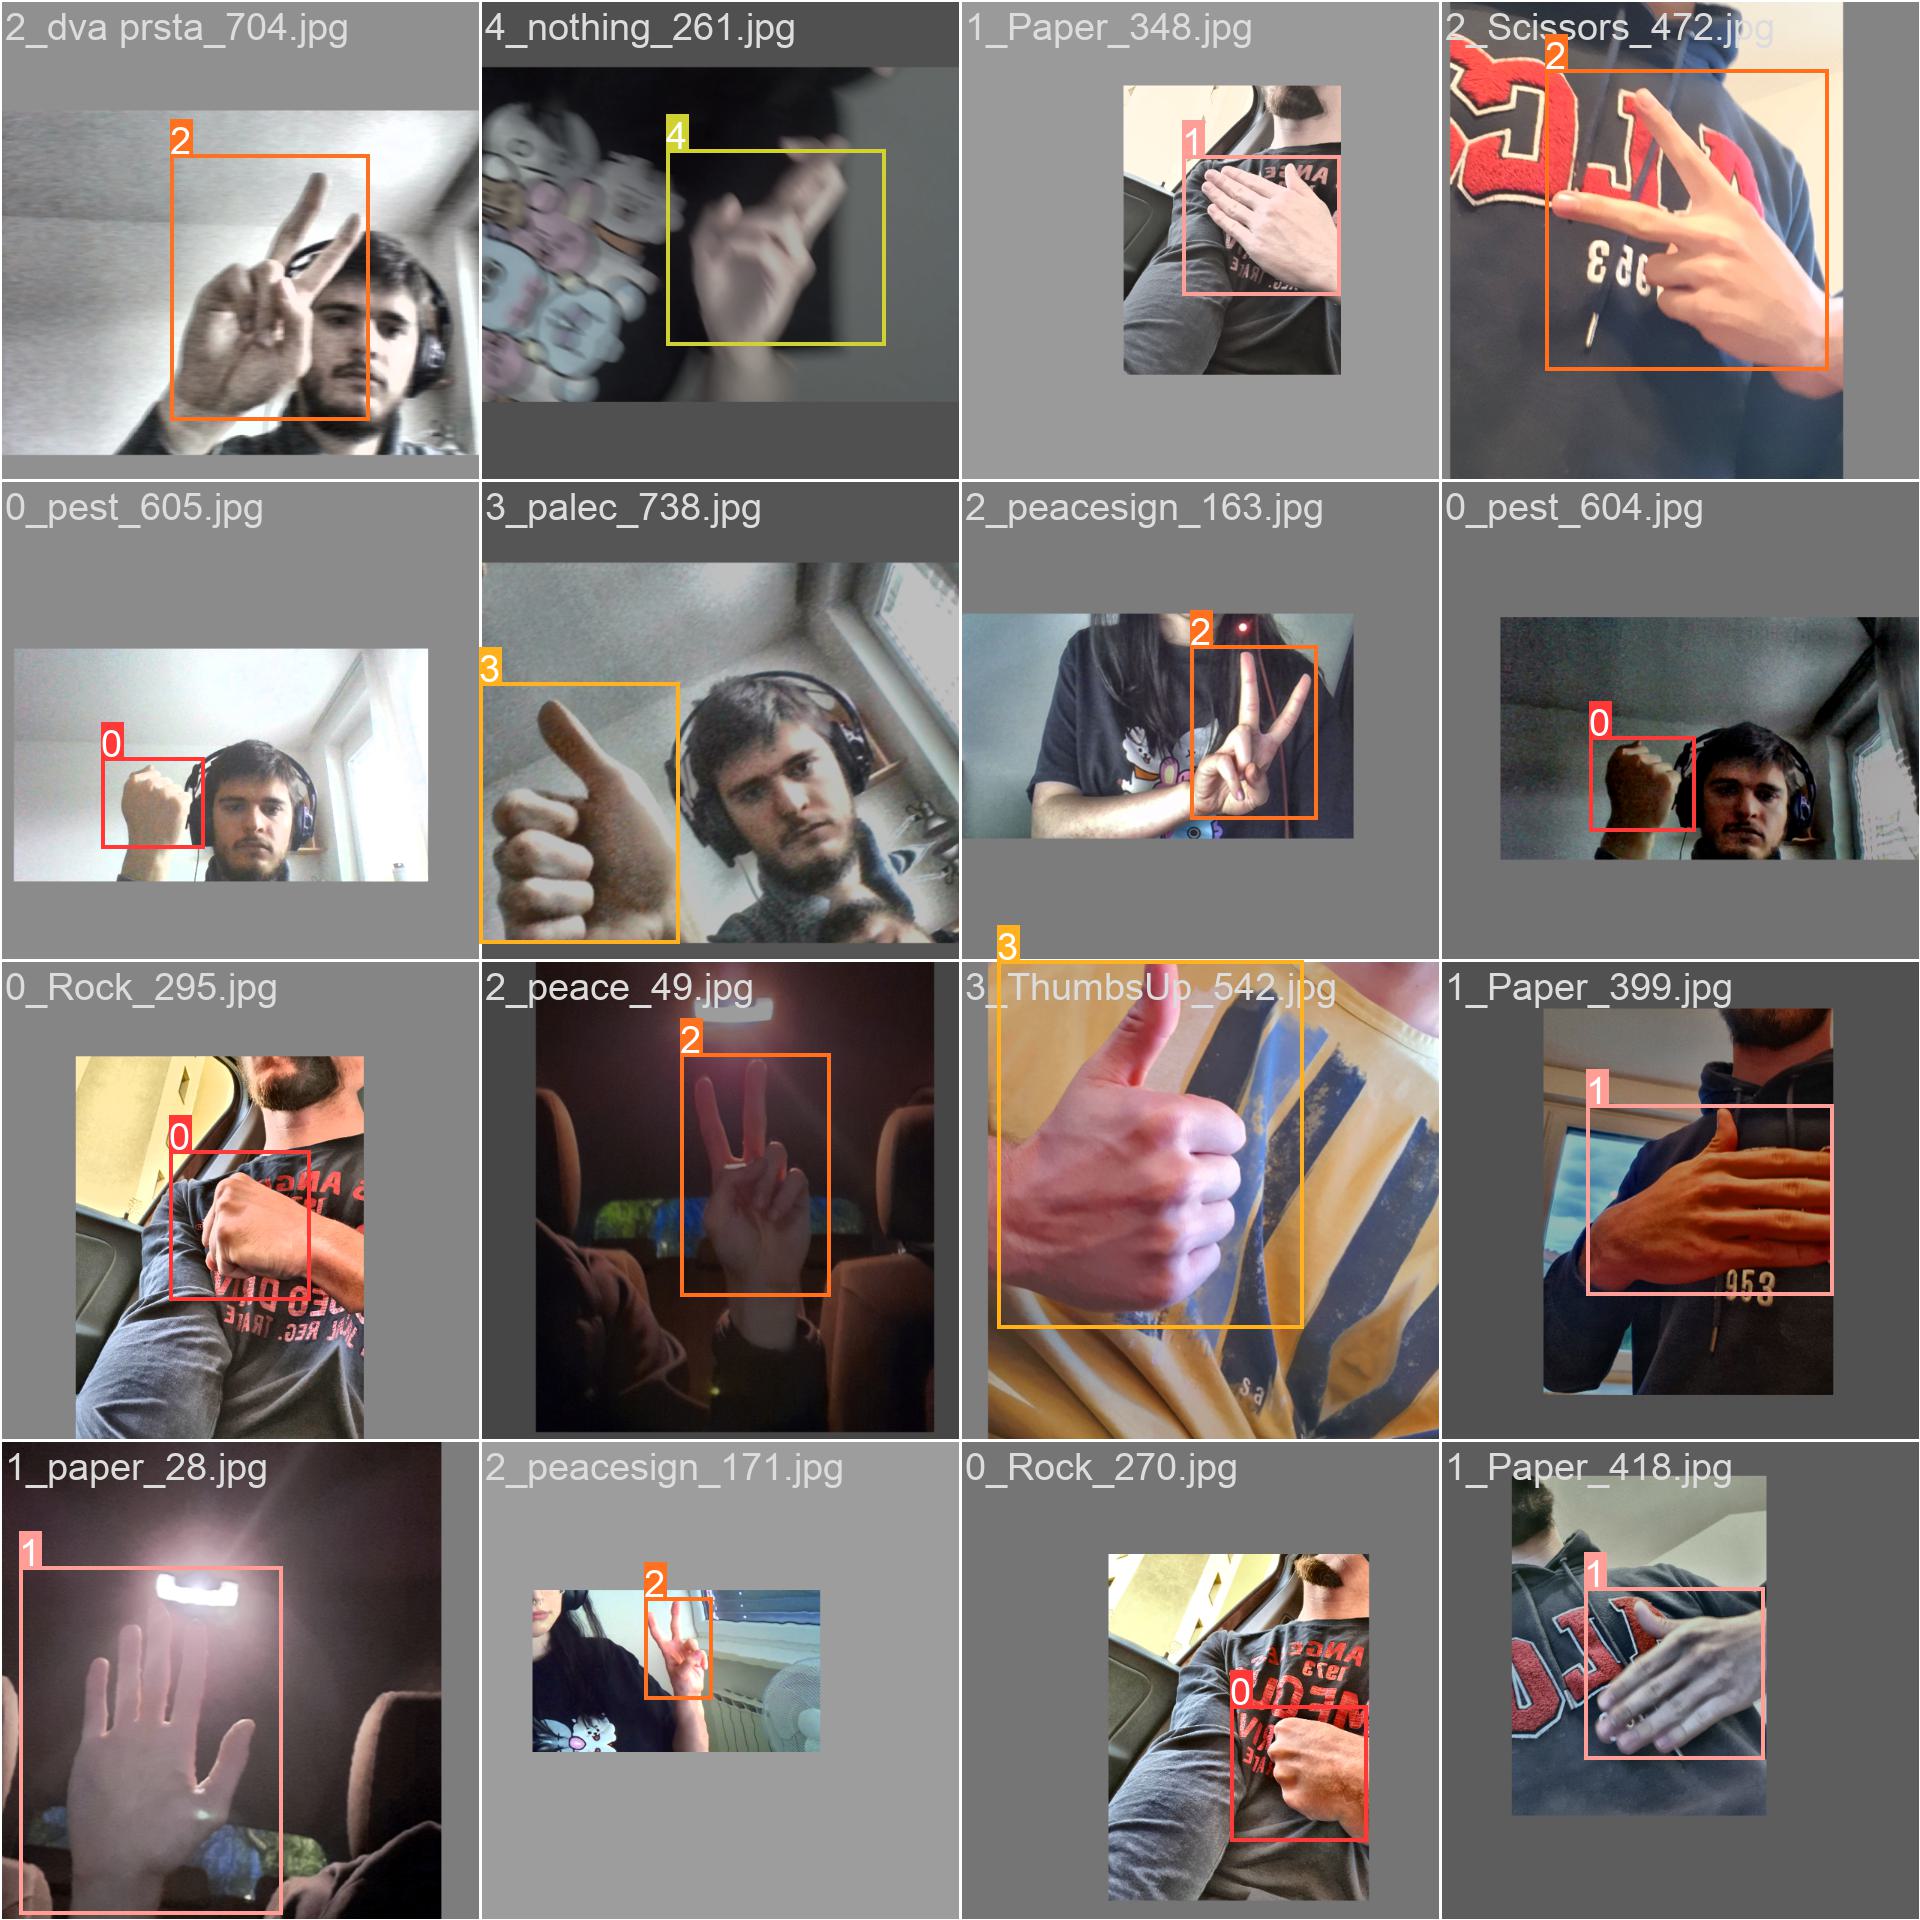 2_dva prsta_704.jpg
2
4_nothing_261.jpg
4
1_Paper_348.jpg
1
2_Scissors_472.jpg
2
0_pest_605.jpg
0
3_palec_738.jpg
3
2_peacesign_163.jpg
2
0_pest_604.jpg
0
0_Rock_295.jpg
0
2_peace_49.jpg
2
3_ThumbsUp_542.jpg
3
1_Paper_399.jpg
1
953
1_paper_28.jpg
1
2_peacesign_171.jpg
2
0_Rock_270.jpg
0
1973
1_Paper_418.jpg
1